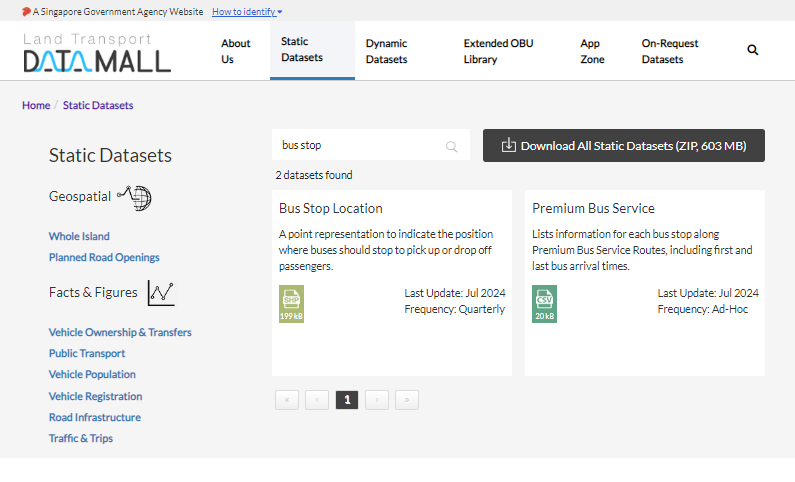 A Singapore Government Agency Website How to identify
Land Transport
DATAMALL
About
Us
Static
Datasets
Dynamic
Datasets
Extended OBU
Library
App
Zone
On-Request
Datasets
Home / Static Datasets
Static Datasets
Geospatial
Whole Island
Planned Road Openings
Facts & Figures
Vehicle Ownership & Transfers
Public Transport
Vehicle Population
Vehicle Registration
Road Infrastructure
Traffic & Trips
bus stop
Download All Static Datasets (ZIP, 603 MB)
2 datasets found
Bus Stop Location
A point representation to indicate the position
where buses should stop to pick up or drop off
passengers.
SHP
199 kB
Last Update: Jul 2024
Frequency: Quarterly
Premium Bus Service
Lists information for each bus stop along
Premium Bus Service Routes, including first and
last bus arrival times.
CSV
20 kB
Last Update: Jul 2024
Frequency: Ad-Hoc
« ‹ 1 › »